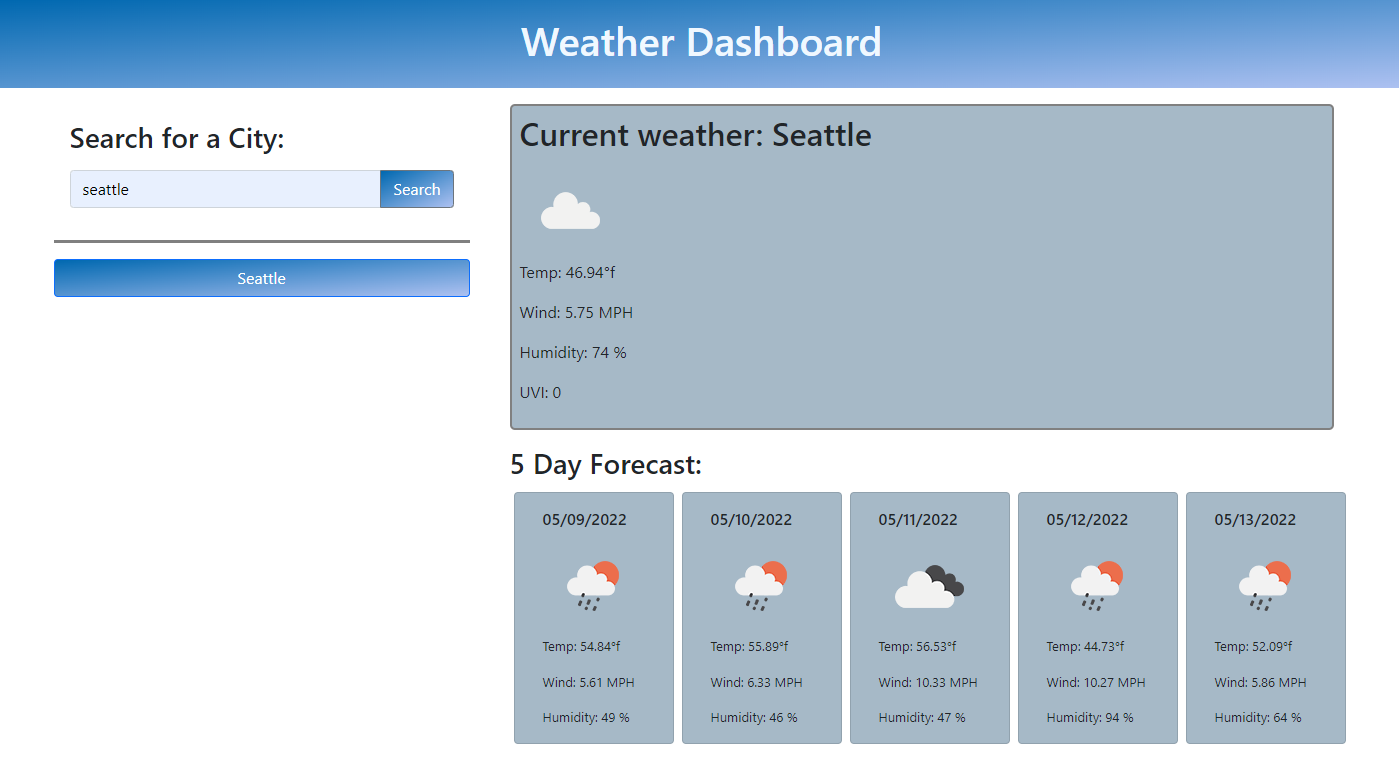 Weather Dashboard
Search for a City:
seattle
Search
Seattle
Current weather: Seattle
Temp: 46.94°f
Wind: 5.75 MPH
Humidity: 74 %
UVI: 0
5 Day Forecast:
05/09/2022
Temp: 54.84°f
Wind: 5.61 MPH
Humidity: 49 %
05/10/2022
Temp: 55.89°f
Wind: 6.33 MPH
Humidity: 46 %
05/11/2022
Temp: 56.53°f
Wind: 10.33 MPH
Humidity: 47 %
05/12/2022
Temp: 44.73°f
Wind: 10.27 MPH
Humidity: 94 %
05/13/2022
Temp: 52.09°f
Wind: 5.86 MPH
Humidity: 64 %